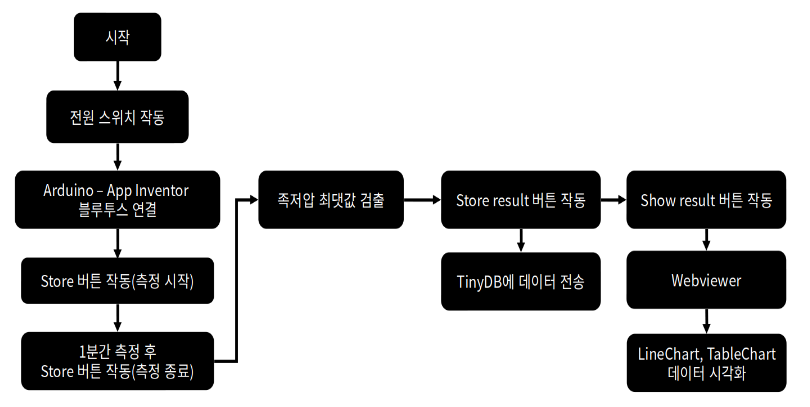 시작
전원 스위치 작동
Arduino – App Inventor
블루투스 연결
Store 버튼 작동(측정 시작)
1분간 측정 후
Store 버튼 작동(측정 종료)
족저압 최댓값 검출
Store result 버튼 작동
TinyDB에 데이터 전송
Show result 버튼 작동
Webviewer
LineChart, TableChart
데이터 시각화